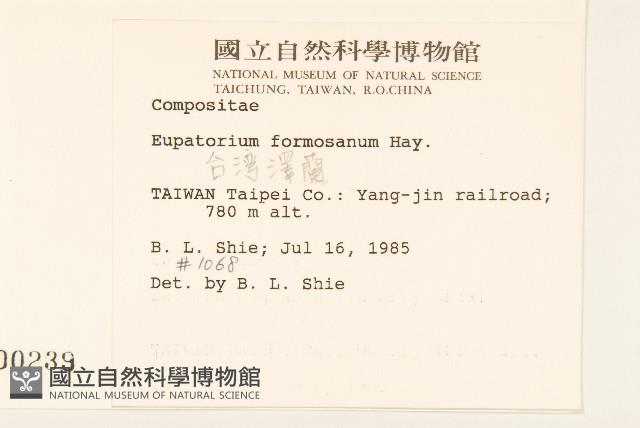 國立自然科學博物館
NATIONAL MUSEUM OF NATURAL SCIENCE
TAICHUNG, TAIWAN, R.O.CHINA
Compositae
Eupatorium formosanum Hay.
台湾澤蘭
TAIWAN Taipei Co.: Yang-jin railroad;
780 m alt.
B. L. Shie; Jul 16, 1985
#1068
Det. by B. L. Shie
00239
國立自然科學博物館
NATIONAL MUSEUM OF NATURAL SCIENCE